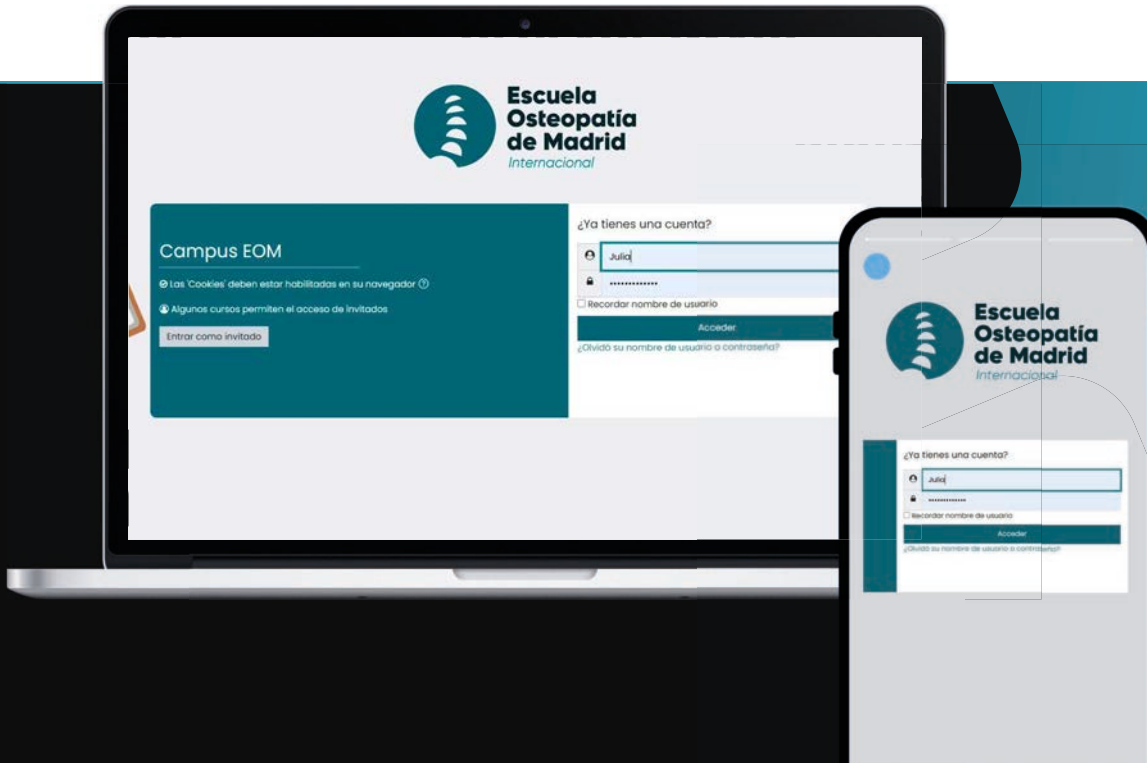 Escuela
Osteopatía
de Madrid
Internacional
Campus EOM
Las 'Cookies' deben estar habilitadas en su navegador
Algunos cursos permiten el acceso de invitados
Entrar como invitado
¿Ya tienes una cuenta?
Julia
Recordar nombre de usuario
Acceder
¿Olvidó su nombre de usuario o contraseña?
Escuela
Osteopatía
de Madrid
Internacional
¿Ya tienes una cuenta?
Julia
Recordar nombre de usuario
Acceder
¿Olvidó su nombre de usuario o contraseña?